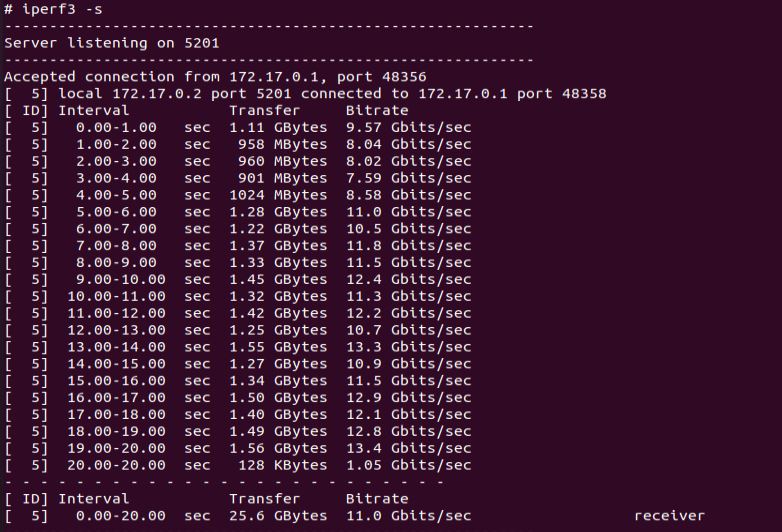 # iperf3 -s
-----------------------------------------------------------
Server listening on 5201
-----------------------------------------------------------
Accepted connection from 172.17.0.1, port 48356
[  5] local 172.17.0.2 port 5201 connected to 172.17.0.1 port 48358
[ ID] Interval           Transfer     Bitrate
[  5]   0.00-1.00   sec  1.11 GBytes  9.57 Gbits/sec
[  5]   1.00-2.00   sec   958 MBytes  8.04 Gbits/sec
[  5]   2.00-3.00   sec   960 MBytes  8.02 Gbits/sec
[  5]   3.00-4.00   sec   901 MBytes  7.59 Gbits/sec
[  5]   4.00-5.00   sec  1024 MBytes  8.58 Gbits/sec
[  5]   5.00-6.00   sec  1.28 GBytes  11.0 Gbits/sec
[  5]   6.00-7.00   sec  1.22 GBytes  10.5 Gbits/sec
[  5]   7.00-8.00   sec  1.37 GBytes  11.8 Gbits/sec
[  5]   8.00-9.00   sec  1.33 GBytes  11.5 Gbits/sec
[  5]   9.00-10.00  sec  1.45 GBytes  12.4 Gbits/sec
[  5]  10.00-11.00  sec  1.32 GBytes  11.3 Gbits/sec
[  5]  11.00-12.00  sec  1.42 GBytes  12.2 Gbits/sec
[  5]  12.00-13.00  sec  1.25 GBytes  10.7 Gbits/sec
[  5]  13.00-14.00  sec  1.55 GBytes  13.3 Gbits/sec
[  5]  14.00-15.00  sec  1.27 GBytes  10.9 Gbits/sec
[  5]  15.00-16.00  sec  1.34 GBytes  11.5 Gbits/sec
[  5]  16.00-17.00  sec  1.50 GBytes  12.9 Gbits/sec
[  5]  17.00-18.00  sec  1.40 GBytes  12.1 Gbits/sec
[  5]  18.00-19.00  sec  1.49 GBytes  12.8 Gbits/sec
[  5]  19.00-20.00  sec  1.56 GBytes  13.4 Gbits/sec
[  5]  20.00-20.00  sec   128 KBytes  1.05 Gbits/sec
- - - - - - - - - - - - - - - - - - - - - - - - -
[ ID] Interval           Transfer     Bitrate
[  5]   0.00-20.00  sec  25.6 GBytes  11.0 Gbits/sec                  receiver